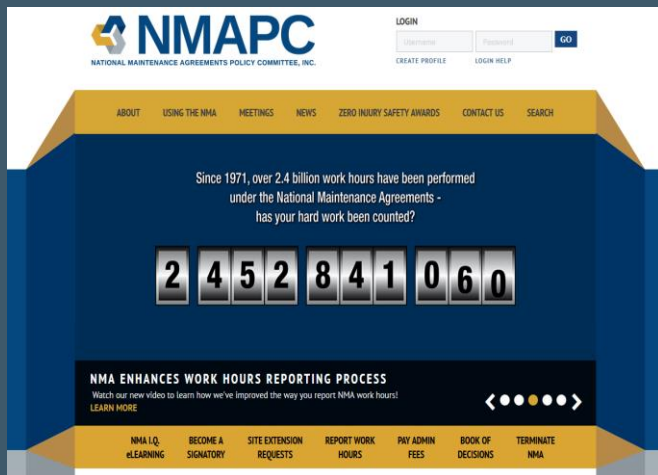 NMAPC
NATIONAL MAINTENANCE AGREEMENTS POLICY COMMITTEE, INC.
LOGIN
Username
Password
GO
CREATE PROFILE
LOGIN HELP
ABOUT
USING THE NMA
MEETINGS
NEWS
ZERO INJURY SAFETY AWARDS
CONTACT US
SEARCH
Since 1971, over 2.4 billion work hours have been performed
under the National Maintenance Agreements -
has your hard work been counted?
2 452 841 060
NMA ENHANCES WORK HOURS REPORTING PROCESS
Watch our new video to learn how we've improved the way you report NMA work hours!
LEARN MORE
NMA I.Q.
eLEARNING
BECOME A
SIGNATORY
SITE EXTENSION
REQUESTS
REPORT WORK
HOURS
PAY ADMIN
FEES
BOOK OF
DECISIONS
TERMINATE
NMA